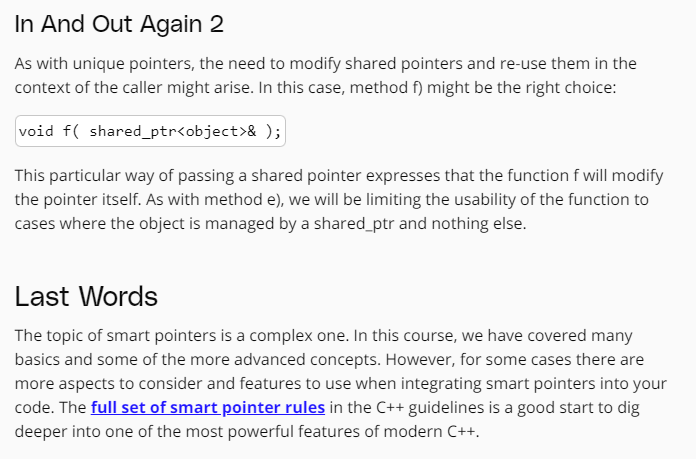 In And Out Again 2
As with unique pointers, the need to modify shared pointers and re-use them in the
context of the caller might arise. In this case, method f) might be the right choice:
void f( shared_ptr<object>& );
This particular way of passing a shared pointer expresses that the function f will modify
the pointer itself. As with method e), we will be limiting the usability of the function to
cases where the object is managed by a shared_ptr and nothing else.
Last Words
The topic of smart pointers is a complex one. In this course, we have covered many
basics and some of the more advanced concepts. However, for some cases there are
more aspects to consider and features to use when integrating smart pointers into your
code. The full set of smart pointer rules in the C++ guidelines is a good start to dig
deeper into one of the most powerful features of modern C++.